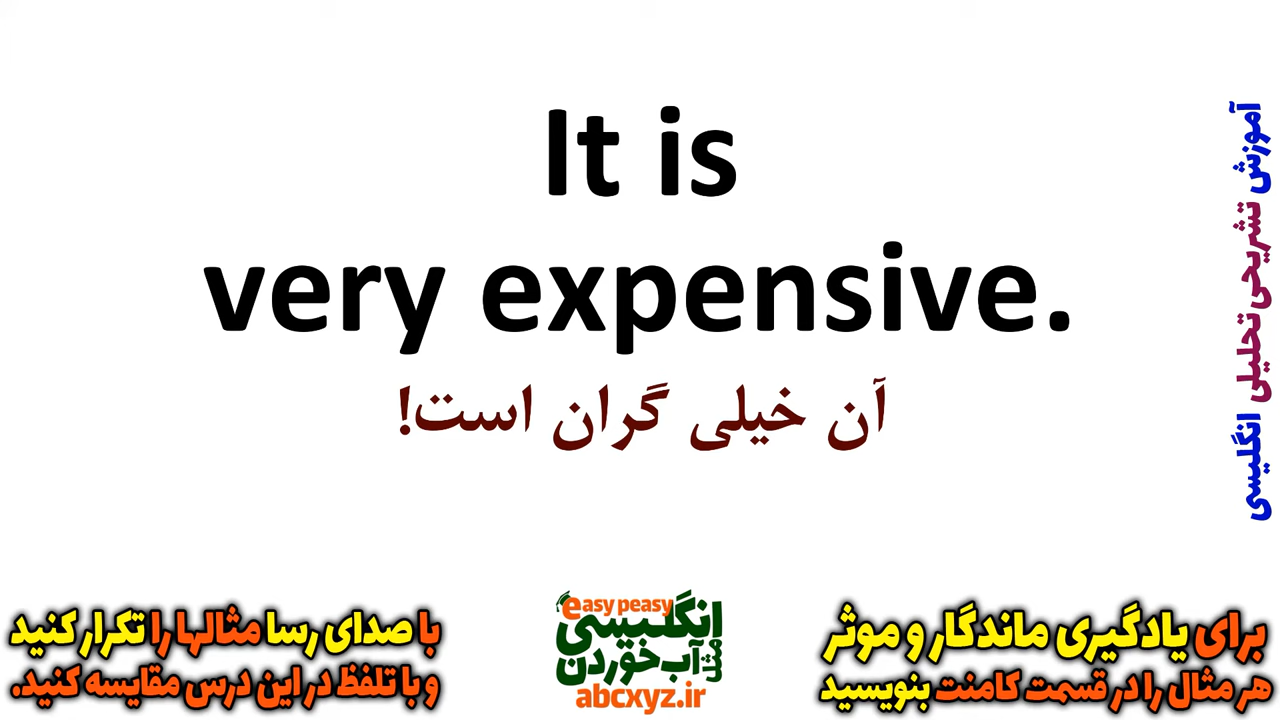 It is
very expensive.
آن خیلی گران است!
آموزش تشریحی تحلیلی انگلیسی
با صدای رسا مثالها را تکرار کنید
و با تلفظ در این درس مقایسه کنید.
easy peasy
انگلیسی
مثل آب خوردن
abcxyz.ir
برای یادگیری ماندگار و موثر
هر مثال را در قسمت کامنت بنویسید